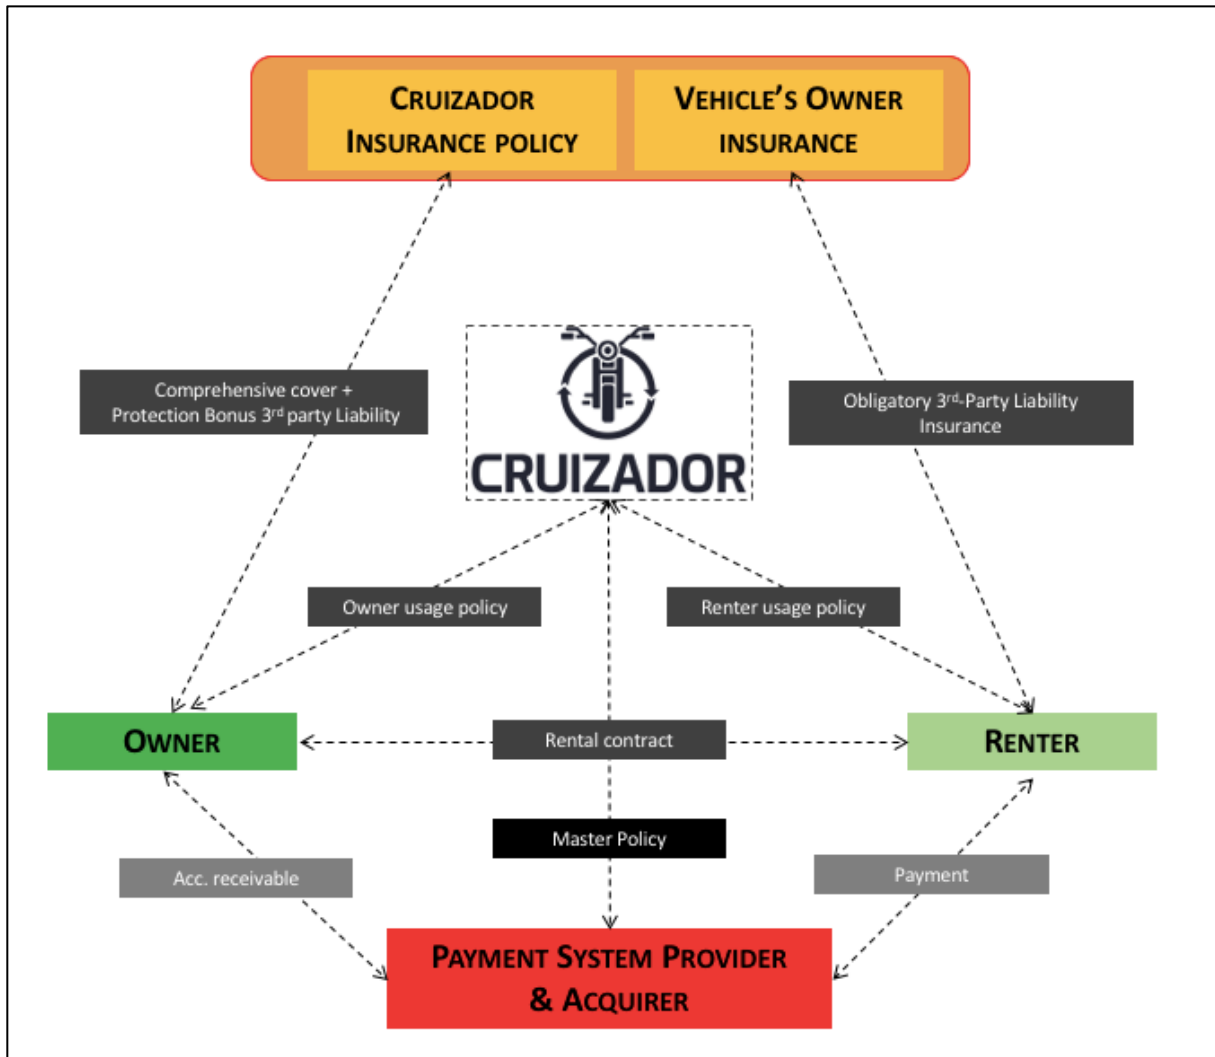 CRUIZADOR
INSURANCE POLICY
VEHICLE'S OWNER
INSURANCE
Comprehensive cover +
Protection Bonus 3rd party Liability
Obligatory 3rd-Party Liability
Insurance
CRUIZADOR
Owner usage policy
Renter usage policy
OWNER
Rental contract
RENTER
Master Policy
Acc. receivable
Payment
PAYMENT SYSTEM PROVIDER
& ACQUIRER